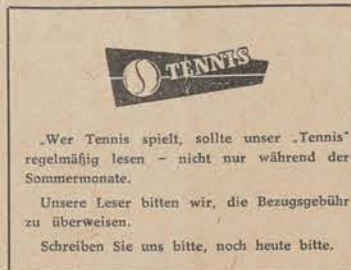 TENNIS
„Wer Tennis spielt, sollte unser „Tennis“
regelmäßig lesen – nicht nur während der
Sommermonate.
Unsere Leser bitten wir, die Bezugsgebühr
zu überweisen.
Schreiben Sie uns bitte, noch heute bitte.